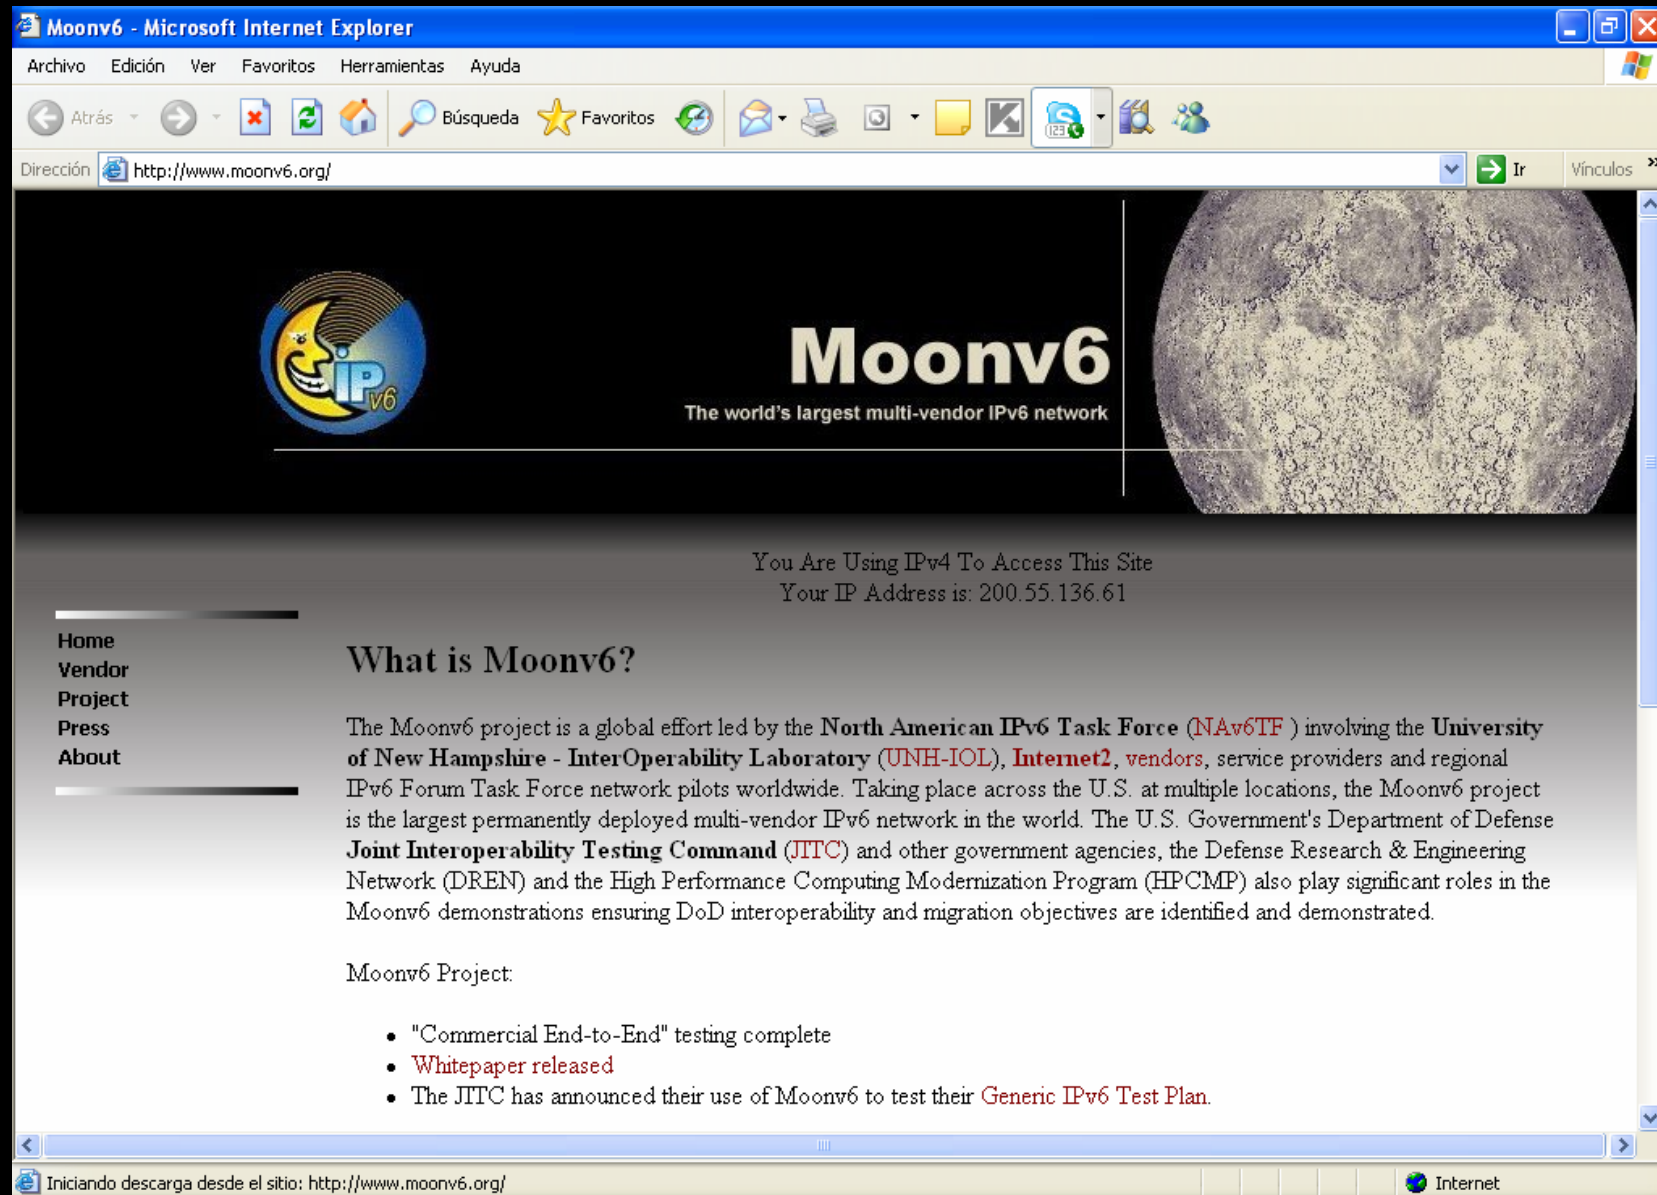 Moonv6 - Microsoft Internet Explorer
Archivo Edición Ver Favoritos Herramientas Ayuda
Atrás Búsqueda Favoritos
Dirección http://www.moonv6.org/ Ir Vínculos »
IP v6
Moonv6
The world's largest multi-vendor IPv6 network
You Are Using IPv4 To Access This Site
Your IP Address is: 200.55.136.61
Home
Vendor
Project
Press
About
What is Moonv6?
The Moonv6 project is a global effort led by the North American IPv6 Task Force (NAv6TF ) involving the University
of New Hampshire - InterOperability Laboratory (UNH-IOL), Internet2, vendors, service providers and regional
IPv6 Forum Task Force network pilots worldwide. Taking place across the U.S. at multiple locations, the Moonv6 project
is the largest permanently deployed multi-vendor IPv6 network in the world. The U.S. Government's Department of Defense
Joint Interoperability Testing Command (JITC) and other government agencies, the Defense Research & Engineering
Network (DREN) and the High Performance Computing Modernization Program (HPCMP) also play significant roles in the
Moonv6 demonstrations ensuring DoD interoperability and migration objectives are identified and demonstrated.
Moonv6 Project:
• "Commercial End-to-End" testing complete
• Whitepaper released
• The JITC has announced their use of Moonv6 to test their Generic IPv6 Test Plan.
Iniciando descarga desde el sitio: http://www.moonv6.org/ Internet